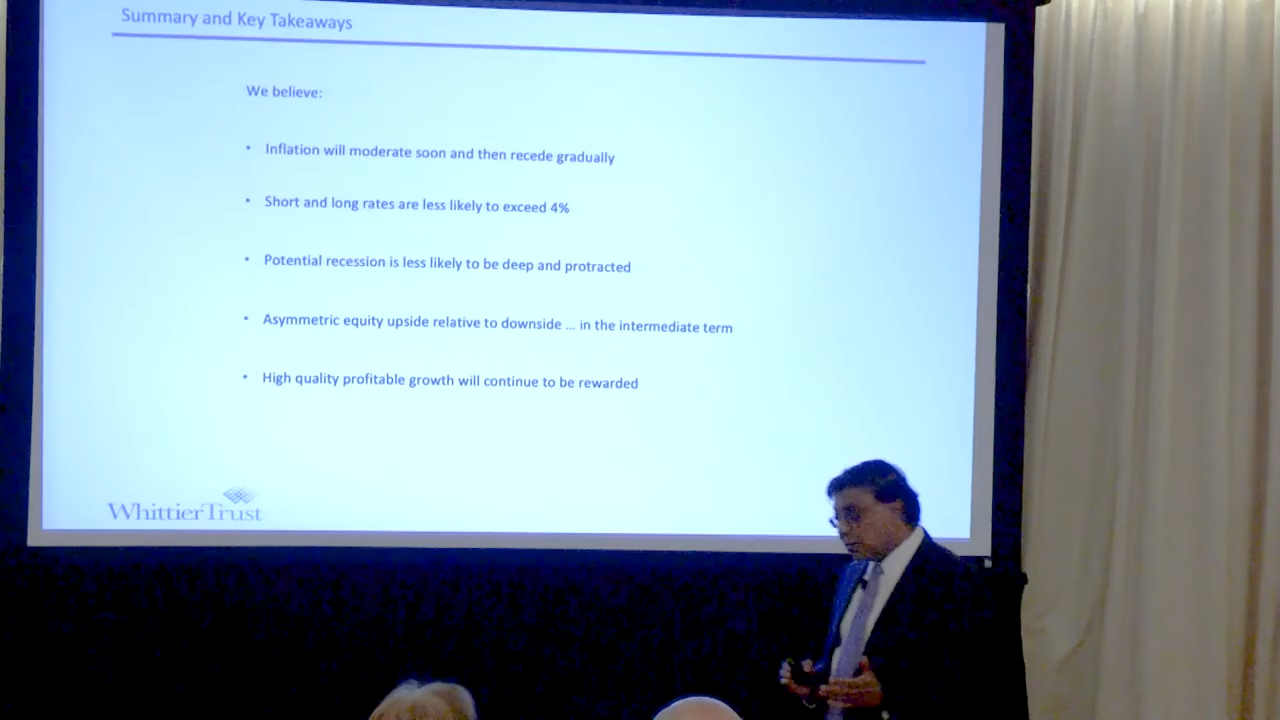 Summary and Key Takeaways
We believe:
• Inflation will moderate soon and then recede gradually
• Short and long rates are less likely to exceed 4%
• Potential recession is less likely to be deep and protracted
• Asymmetric equity upside relative to downside ... in the intermediate term
• High quality profitable growth will continue to be rewarded
WhittierTrust